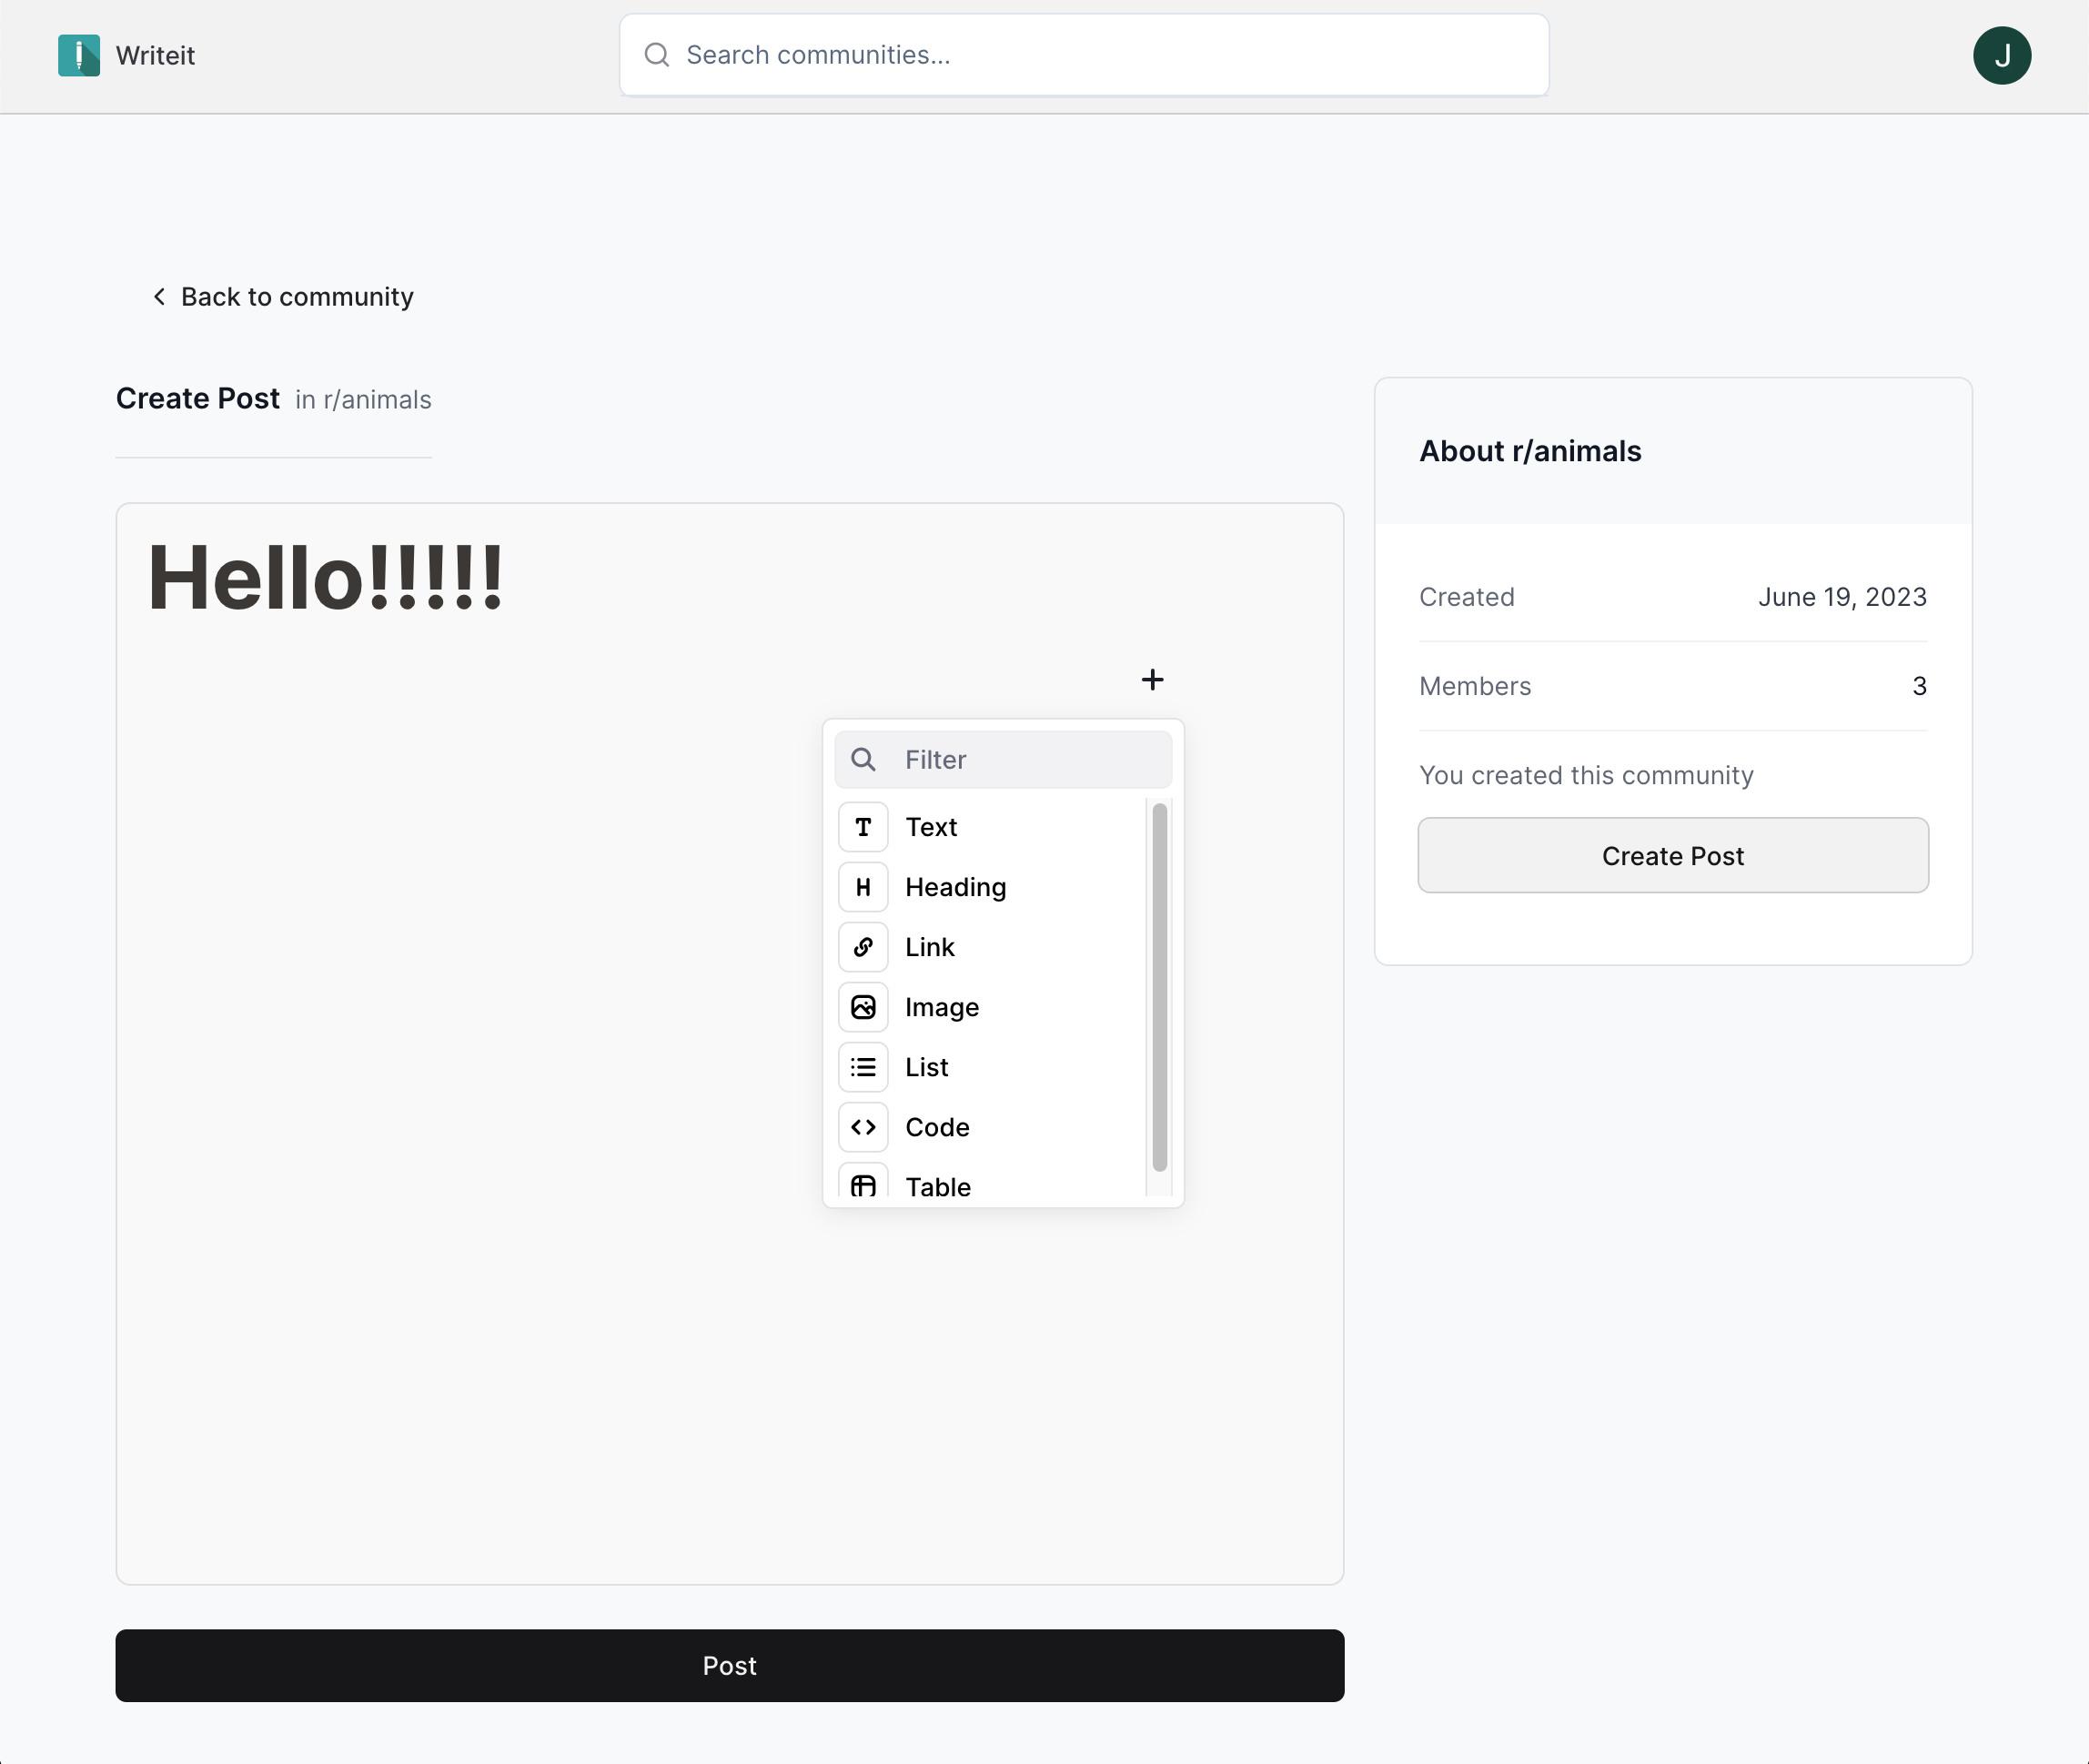 Writeit
Search communities...
J
Back to community
Create Post in r/animals
Hello!!!!!
Filter
Text
Heading
Link
Image
List
Code
Table
Post
About r/animals
Created June 19, 2023
Members 3
You created this community
Create Post